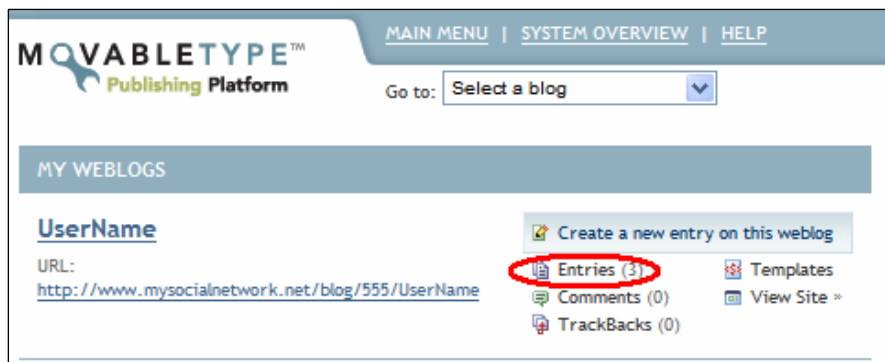 MAIN MENU | SYSTEM OVERVIEW | HELP
MOVABLETYPE™
Publishing Platform
Go to: Select a blog
MY WEBLOGS
UserName
Create a new entry on this weblog
URL:
Entries (3) Templates
http://www.mysocialnetwork.net/blog/555/UserName
Comments (0) View Site »
TrackBacks (0)